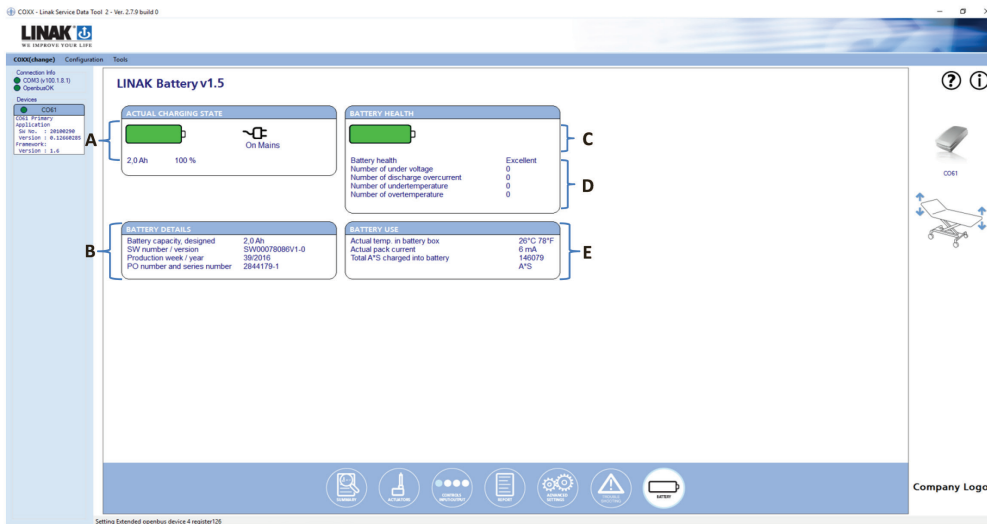 COXX - Linak Service Data Tool 2 - Ver. 2.7.9 build 0
LINAK
WE IMPROVE YOUR LIFE
COXX(change) Configuration Tools
Connection Info
COM3 (v100.1.8.1)
OpenbusOK
Devices
CO61
CO61 Primary
Application
SW No. : 20100290
Version : 0.12660285
Framework:
Version : 1.6
LINAK Battery v1.5
A
ACTUAL CHARGING STATE
On Mains
2,0 Ah 100 %
BATTERY HEALTH
C
Battery health Excellent
Number of under voltage 0
Number of discharge overcurrent 0
Number of undertemperature 0
Number of overtemperature 0
D
B
BATTERY DETAILS
Battery capacity, designed 2,0 Ah
SW number / version SW00078086V1-0
Production week / year 39/2016
PO number and series number 2844179-1
BATTERY USE
Actual temp. in battery box 26°C 78°F
Actual pack current 6 mA
Total A*S charged into battery 146079
A*S
E
?
i
CO61
SUMMARY
ACTUATORS
CONTROLS
INPUT/OUTPUT
REPORT
ADVANCED
SETTINGS
TROUBLE
SHOOTING
BATTERY
Company Logo
Setting Extended openbus device 4 register126